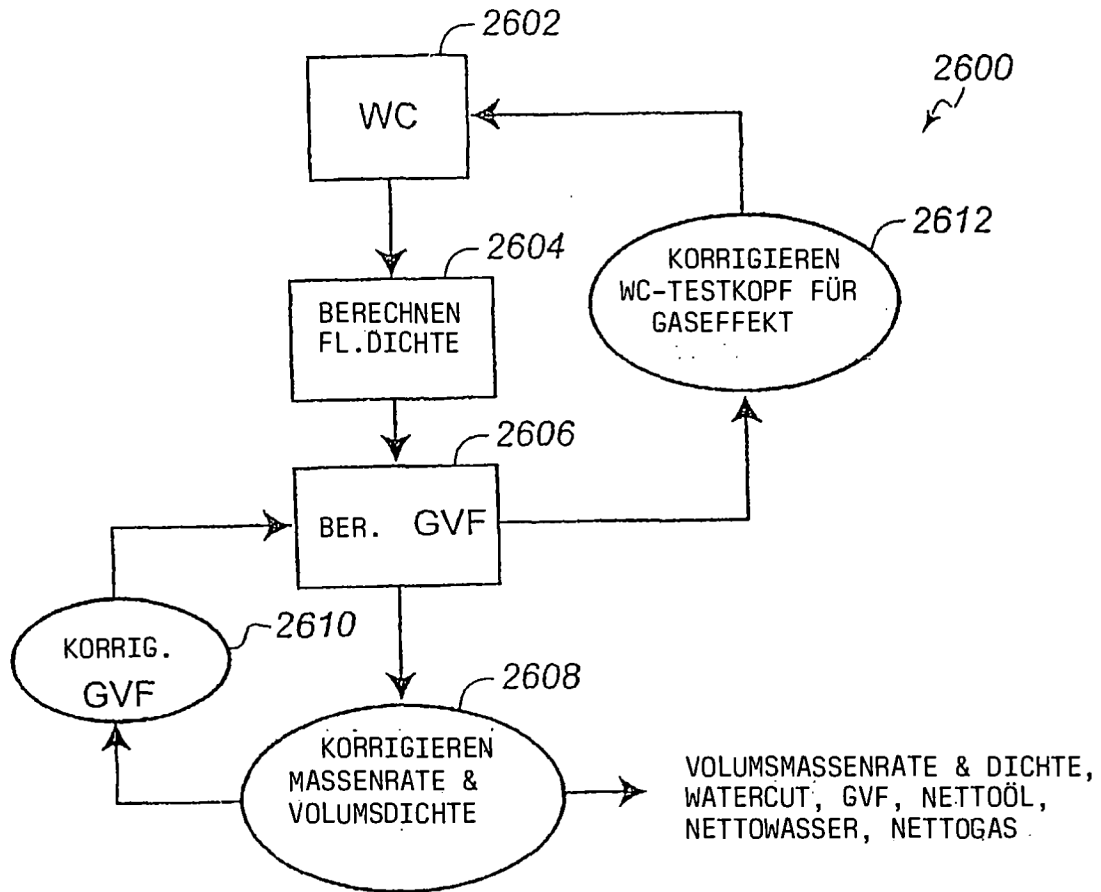 2602
WC
2600
2612
KORRIGIEREN
WC-TESTKOPF FÜR
GASEFFEKT
2604
BERECHNEN
FL.DICHTE
2606
BER. GVF
2610
KORRIG.
GVF
2608
KORRIGIEREN
MASSENRATE &
VOLUMSDICHTE
VOLUMSMASSENRATE & DICHTE,
WATERCUT, GVF, NETTOÖL,
NETTOWASSER, NETTOGAS